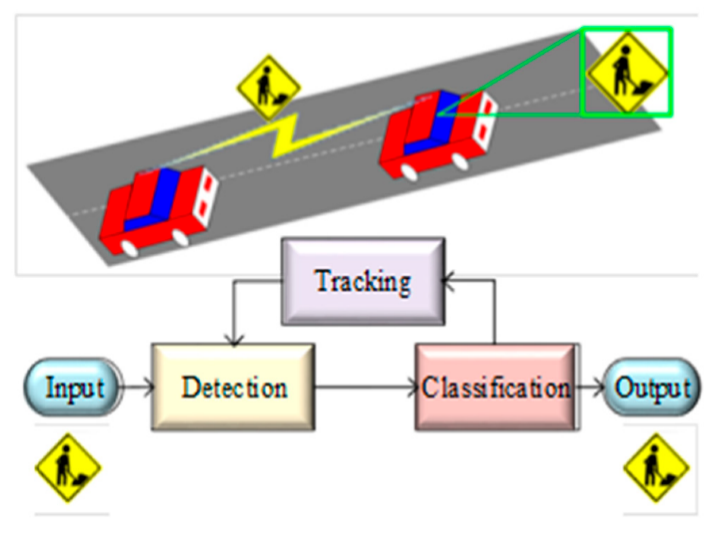 Tracking
Input
Detection
Classification
Output